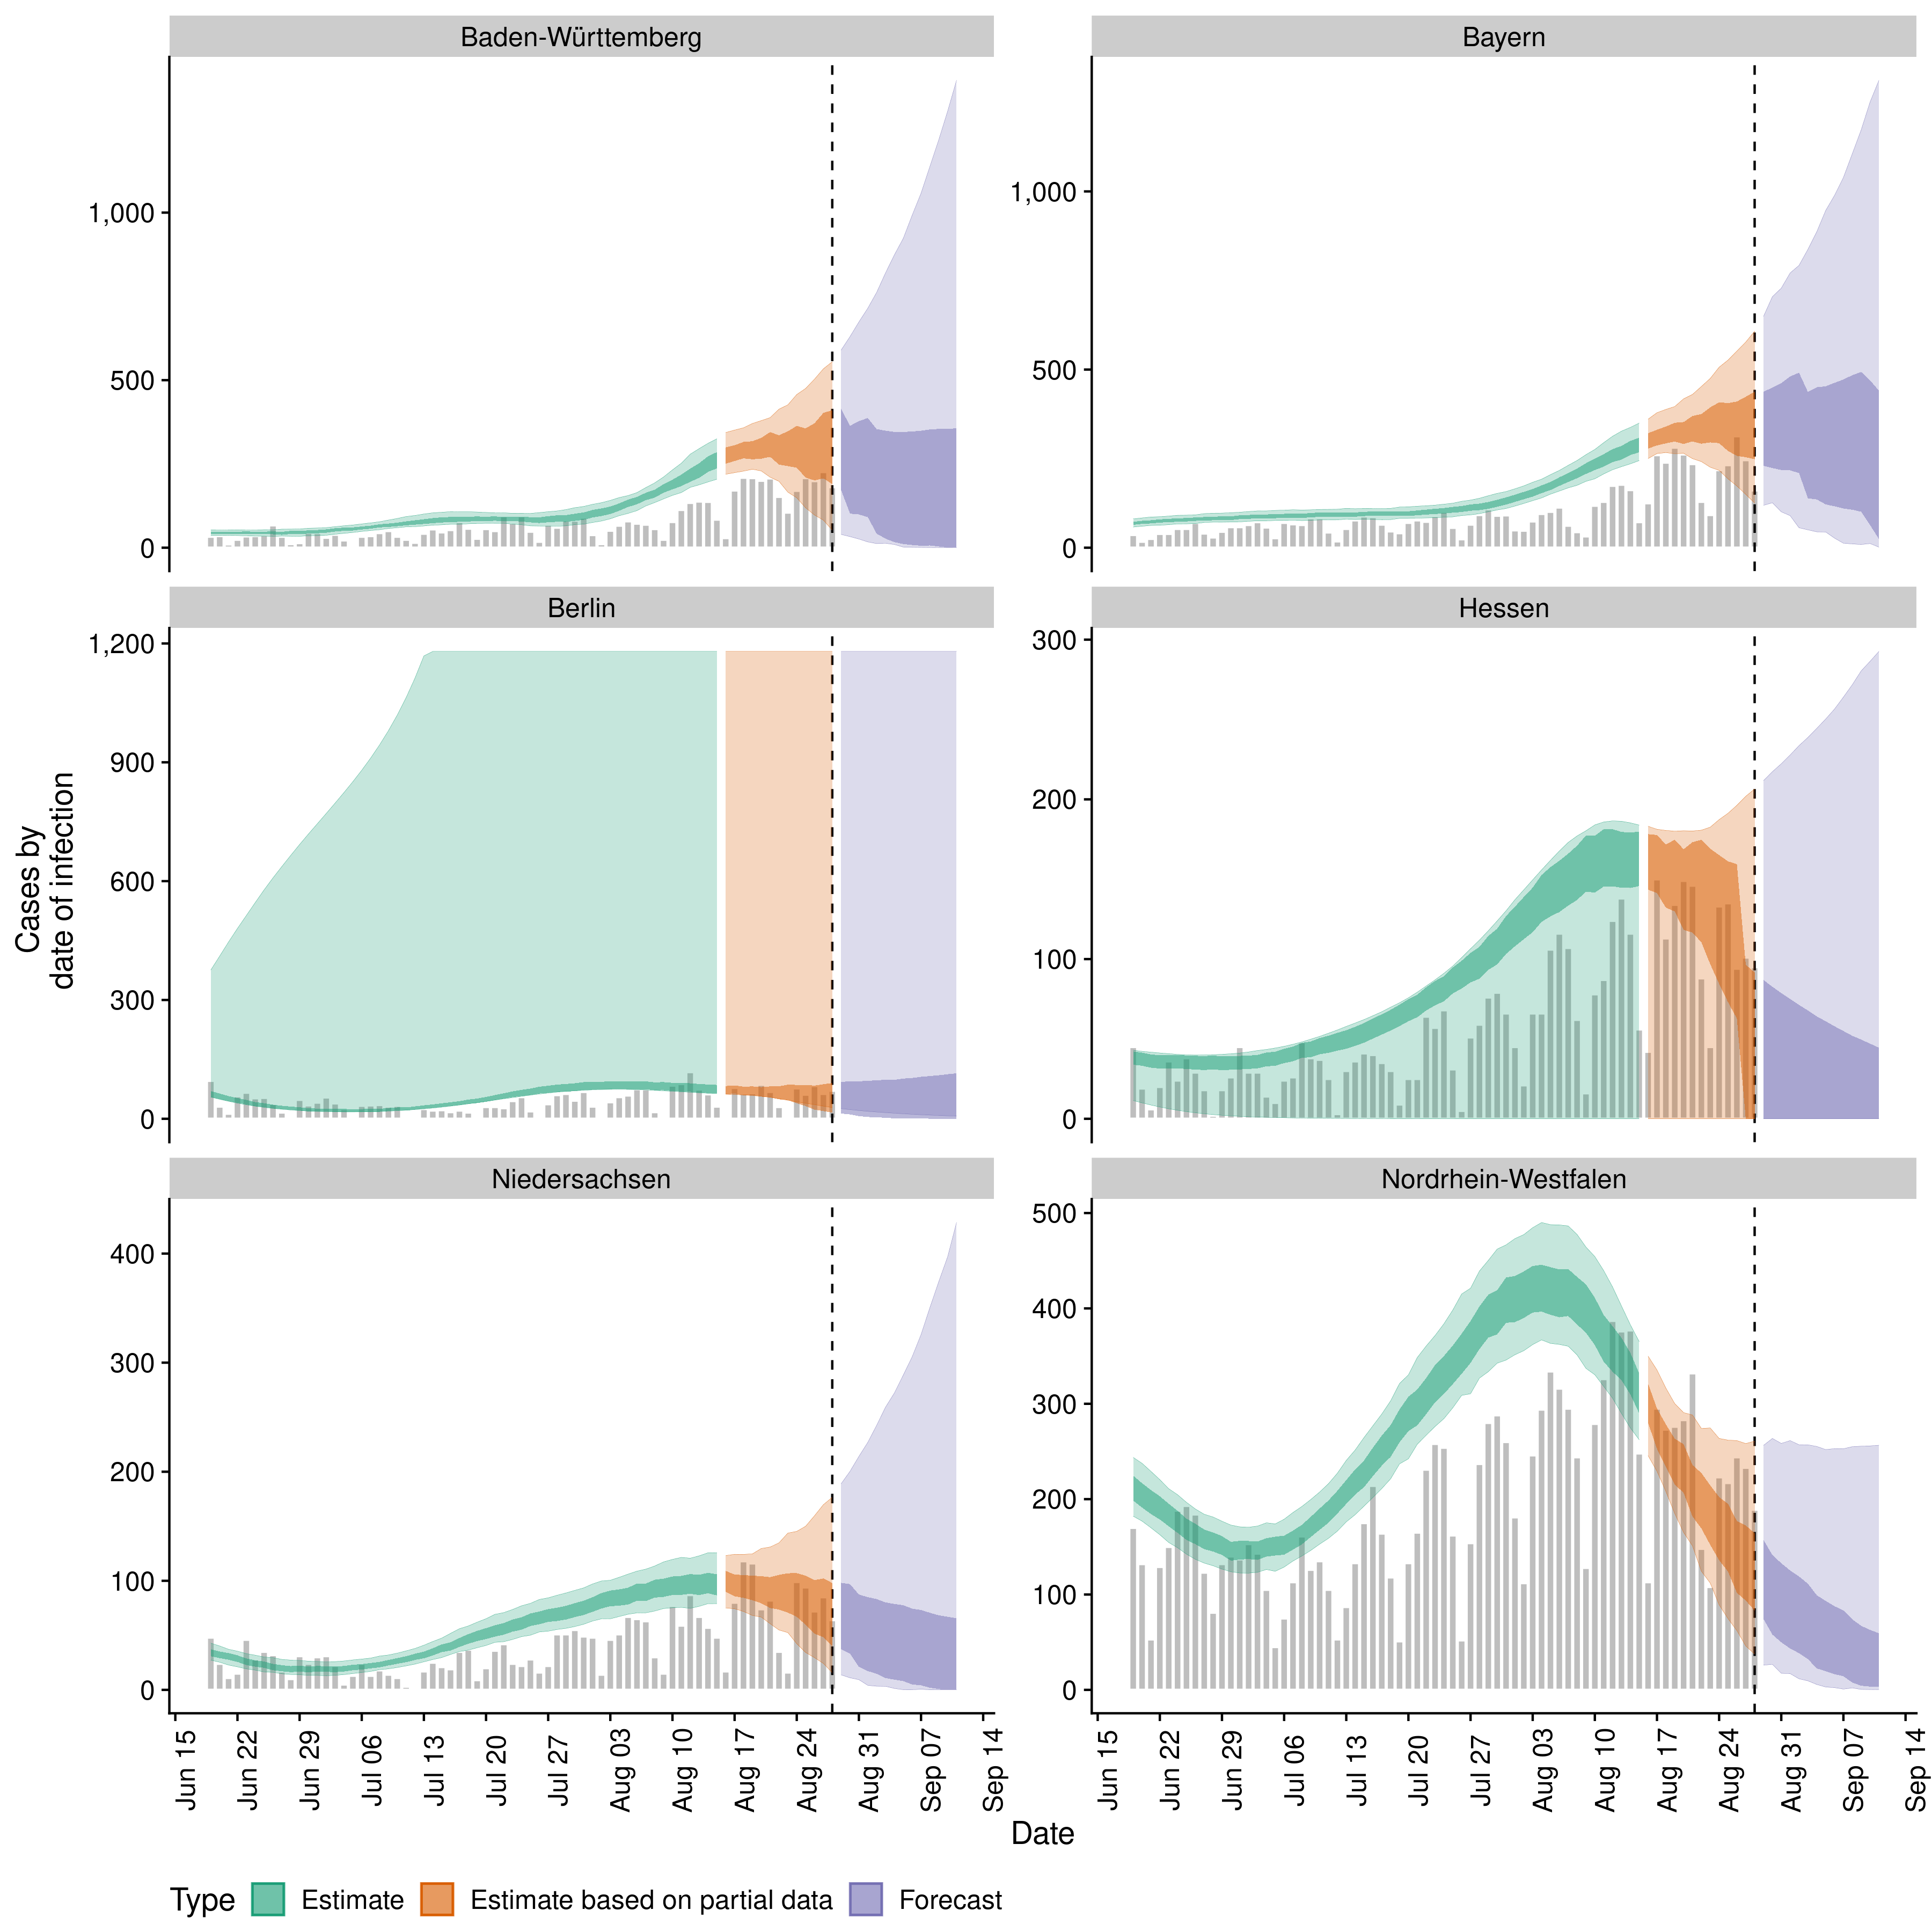 Baden-Württemberg
Bayern
1,000
500
0
1,000
500
0
Berlin
Hessen
1,200
900
600
300
0
300
200
100
0
Cases by
date of infection
Niedersachsen
Nordrhein-Westfalen
400
300
200
100
0
500
400
300
200
100
0
Jun 15
Jun 22
Jun 29
Jul 06
Jul 13
Jul 20
Jul 27
Aug 03
Aug 10
Aug 17
Aug 24
Aug 31
Sep 07
Sep 14
Jun 15
Jun 22
Jun 29
Jul 06
Jul 13
Jul 20
Jul 27
Aug 03
Aug 10
Aug 17
Aug 24
Aug 31
Sep 07
Sep 14
Date
Type Estimate Estimate based on partial data Forecast